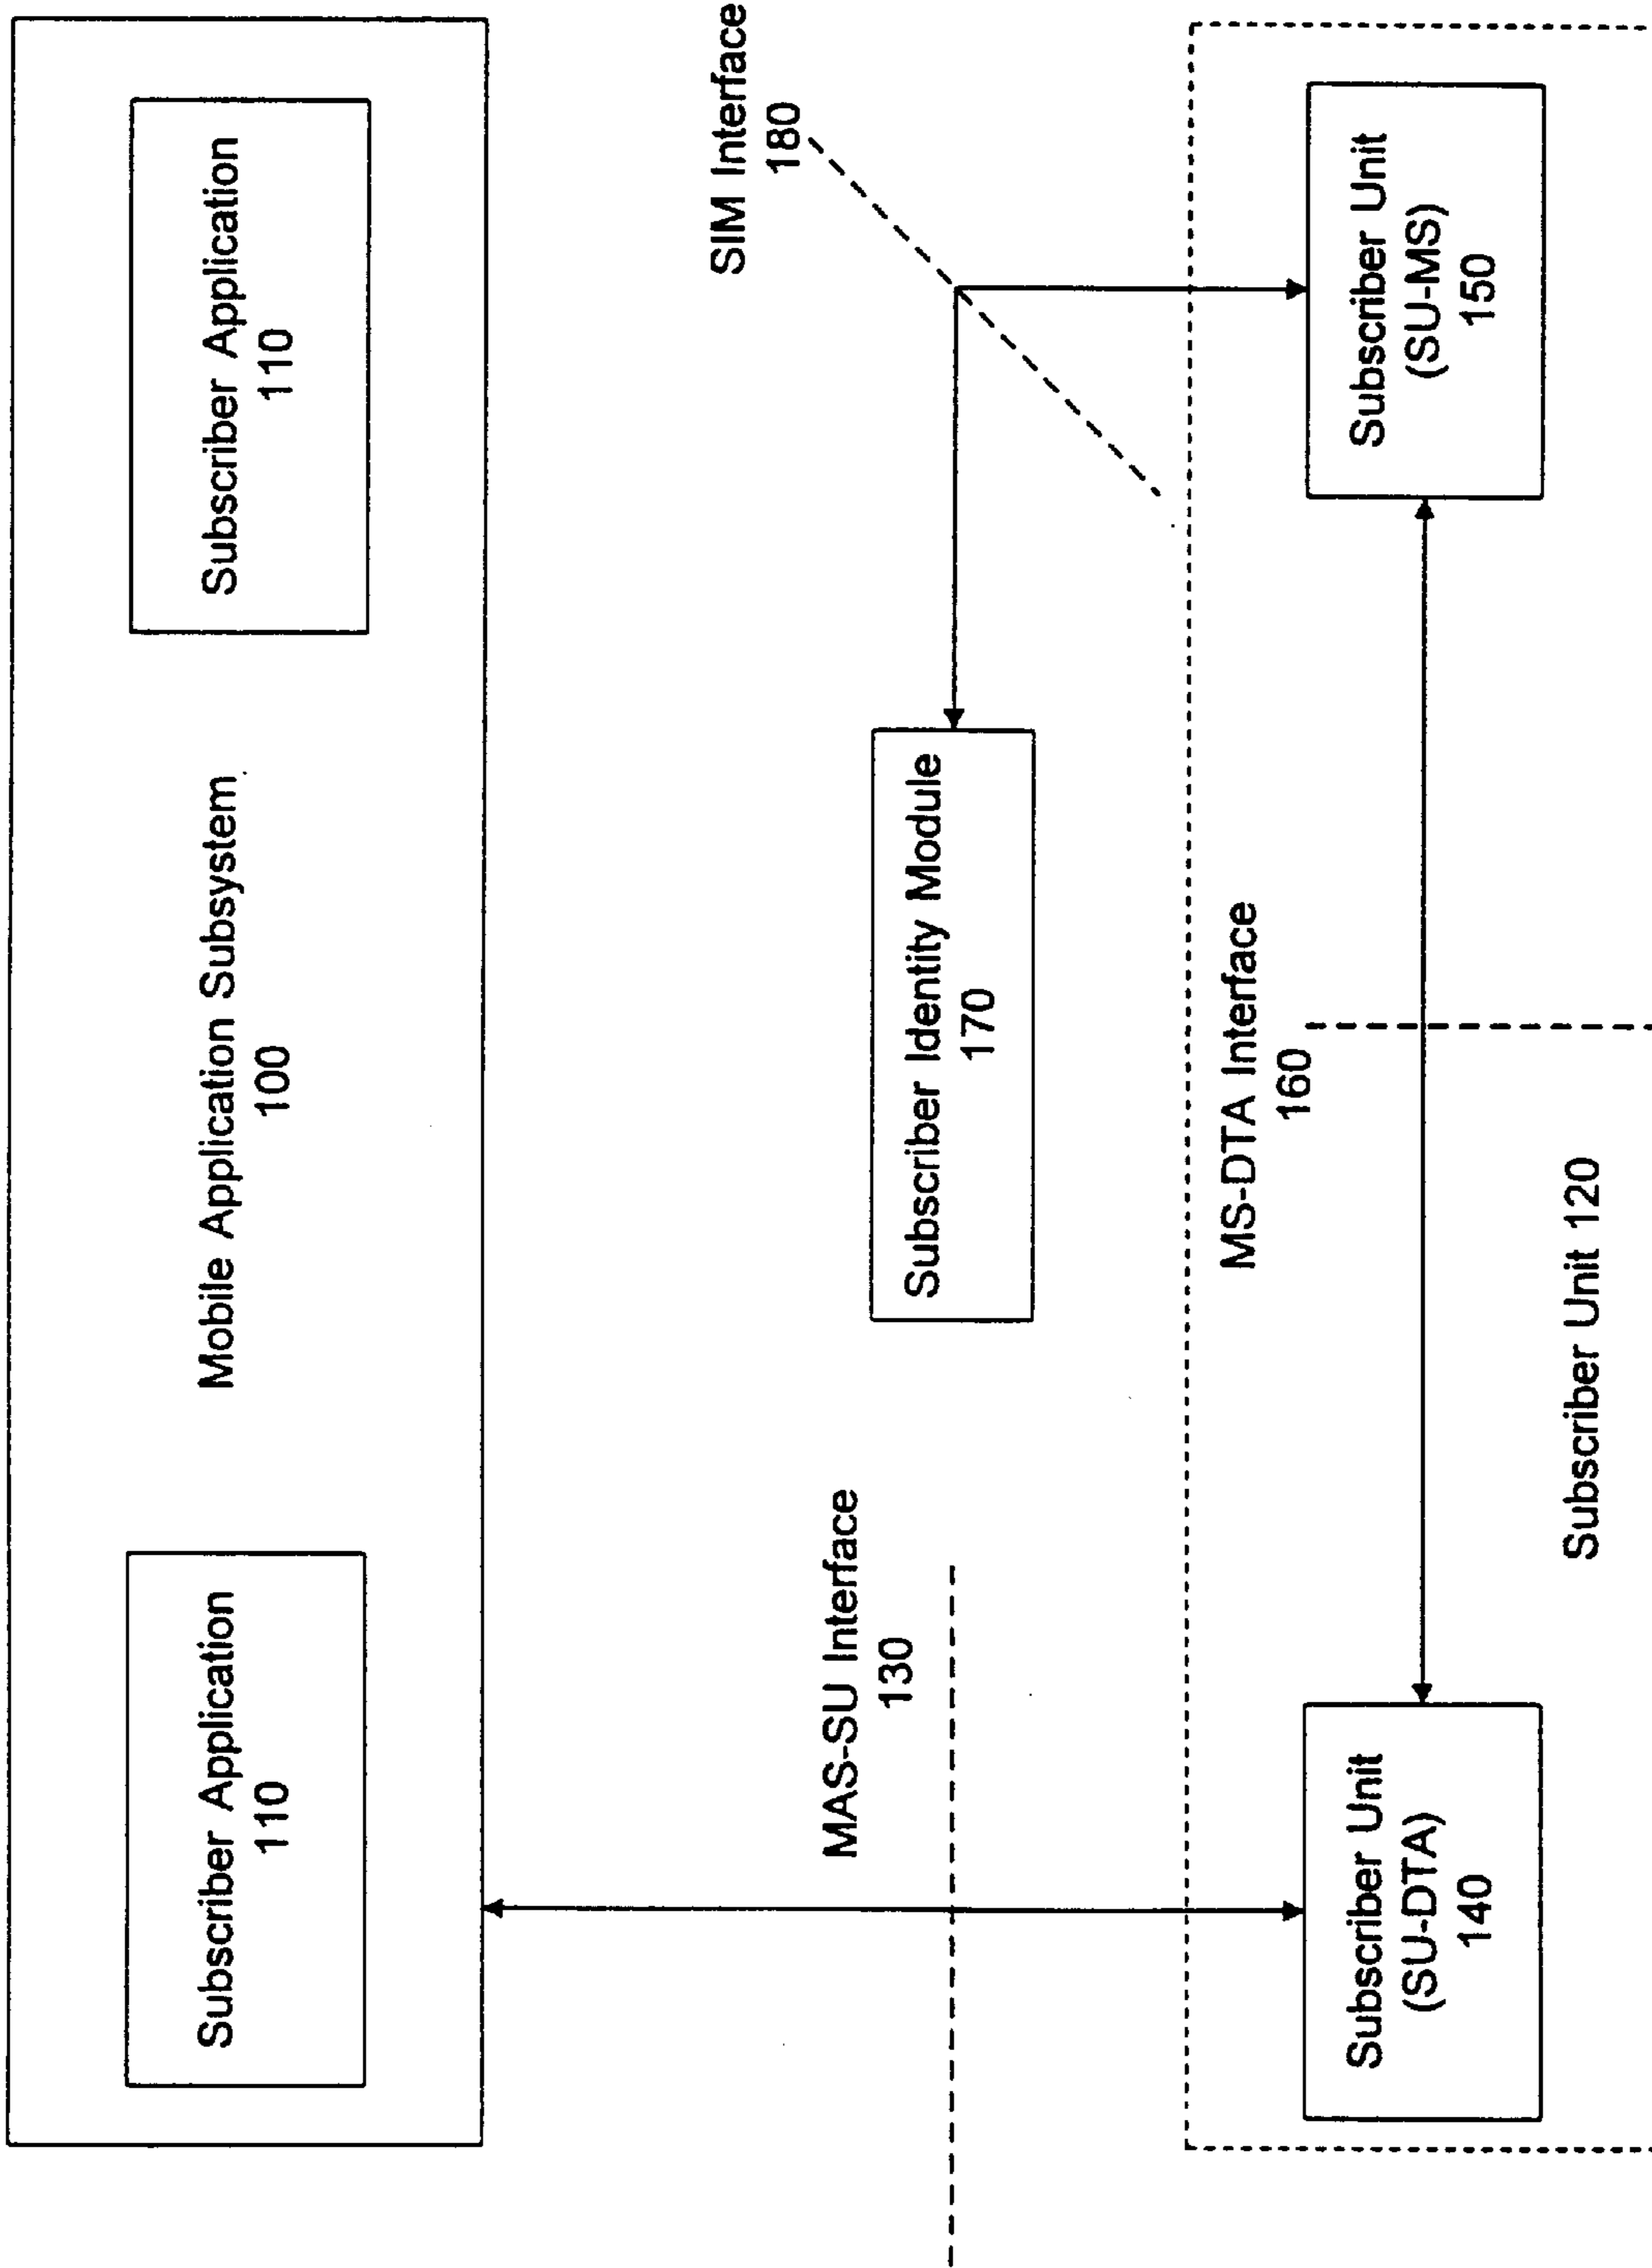 Subscriber Application
110
Mobile Application Subsystem
100
Subscriber Application
110
MAS-SU Interface
130
Subscriber Identity Module
170
SIM Interface
180
MS-DTA Interface
160
Subscriber Unit
(SU-DTA)
140
Subscriber Unit
(SU-MS)
150
Subscriber Unit 120